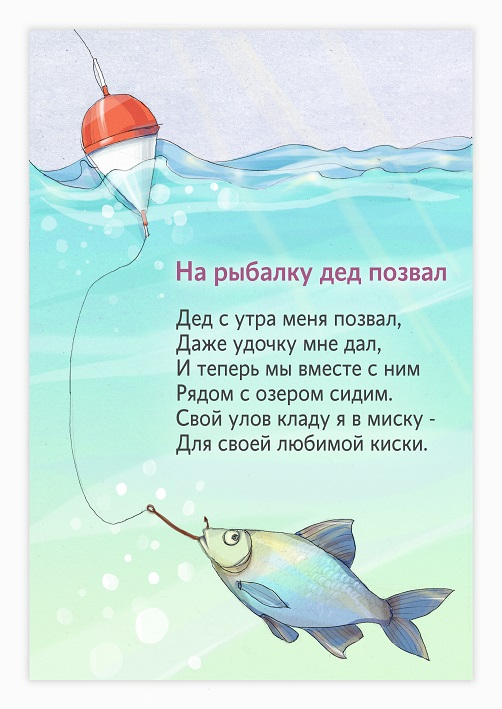 На рыбалку дед позвал
Дед с утра меня позвал,
Даже удочку мне дал,
И теперь мы вместе с ним
Рядом с озером сидим.
Свой улов кладу я в миску -
Для своей любимой киски.